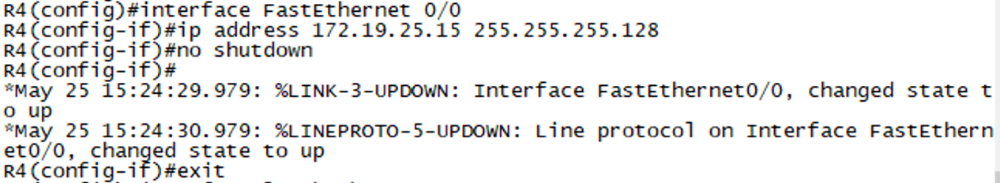 R4(config)#interface FastEthernet 0/0
R4(config-if)#ip address 172.19.25.15 255.255.255.128
R4(config-if)#no shutdown
R4(config-if)#
*May 25 15:24:29.979: %LINK-3-UPDOWN: Interface FastEthernet0/0, changed state t
o up
*May 25 15:24:30.979: %LINEPROTO-5-UPDOWN: Line protocol on Interface FastEthern
et0/0, changed state to up
R4(config-if)#exit